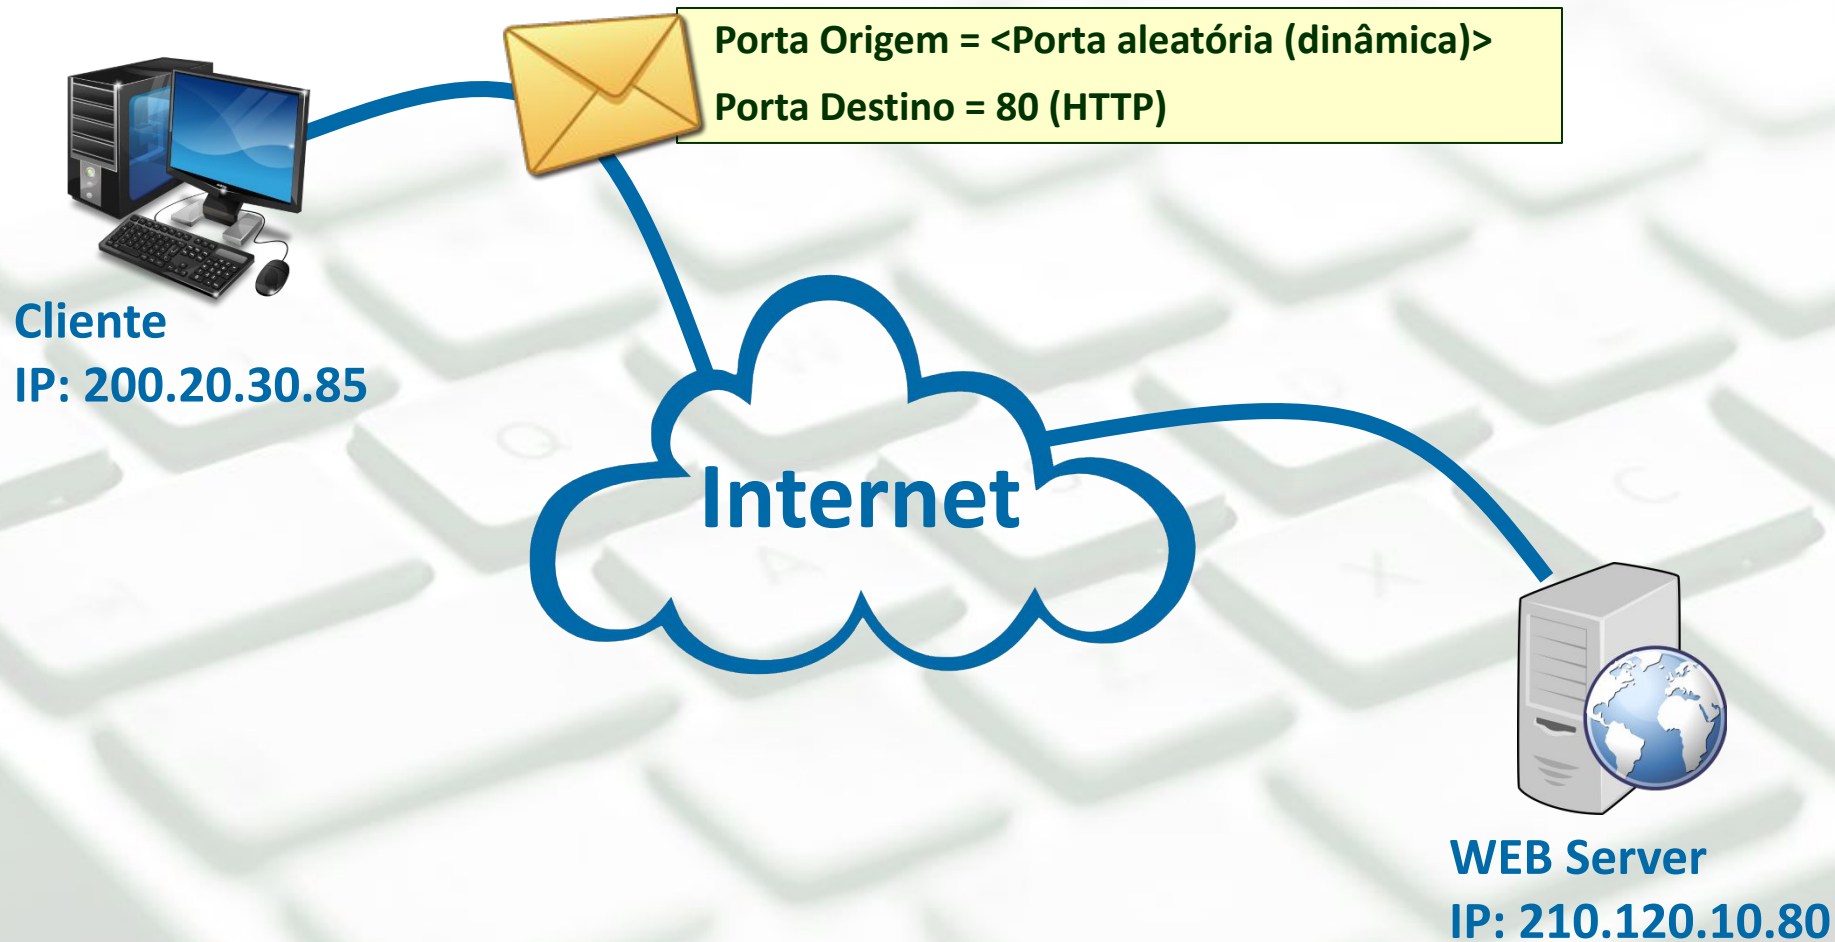 Porta Origem = <Porta aleatória (dinâmica)>
Porta Destino = 80 (HTTP)
Cliente
IP: 200.20.30.85
Internet
WEB Server
IP: 210.120.10.80